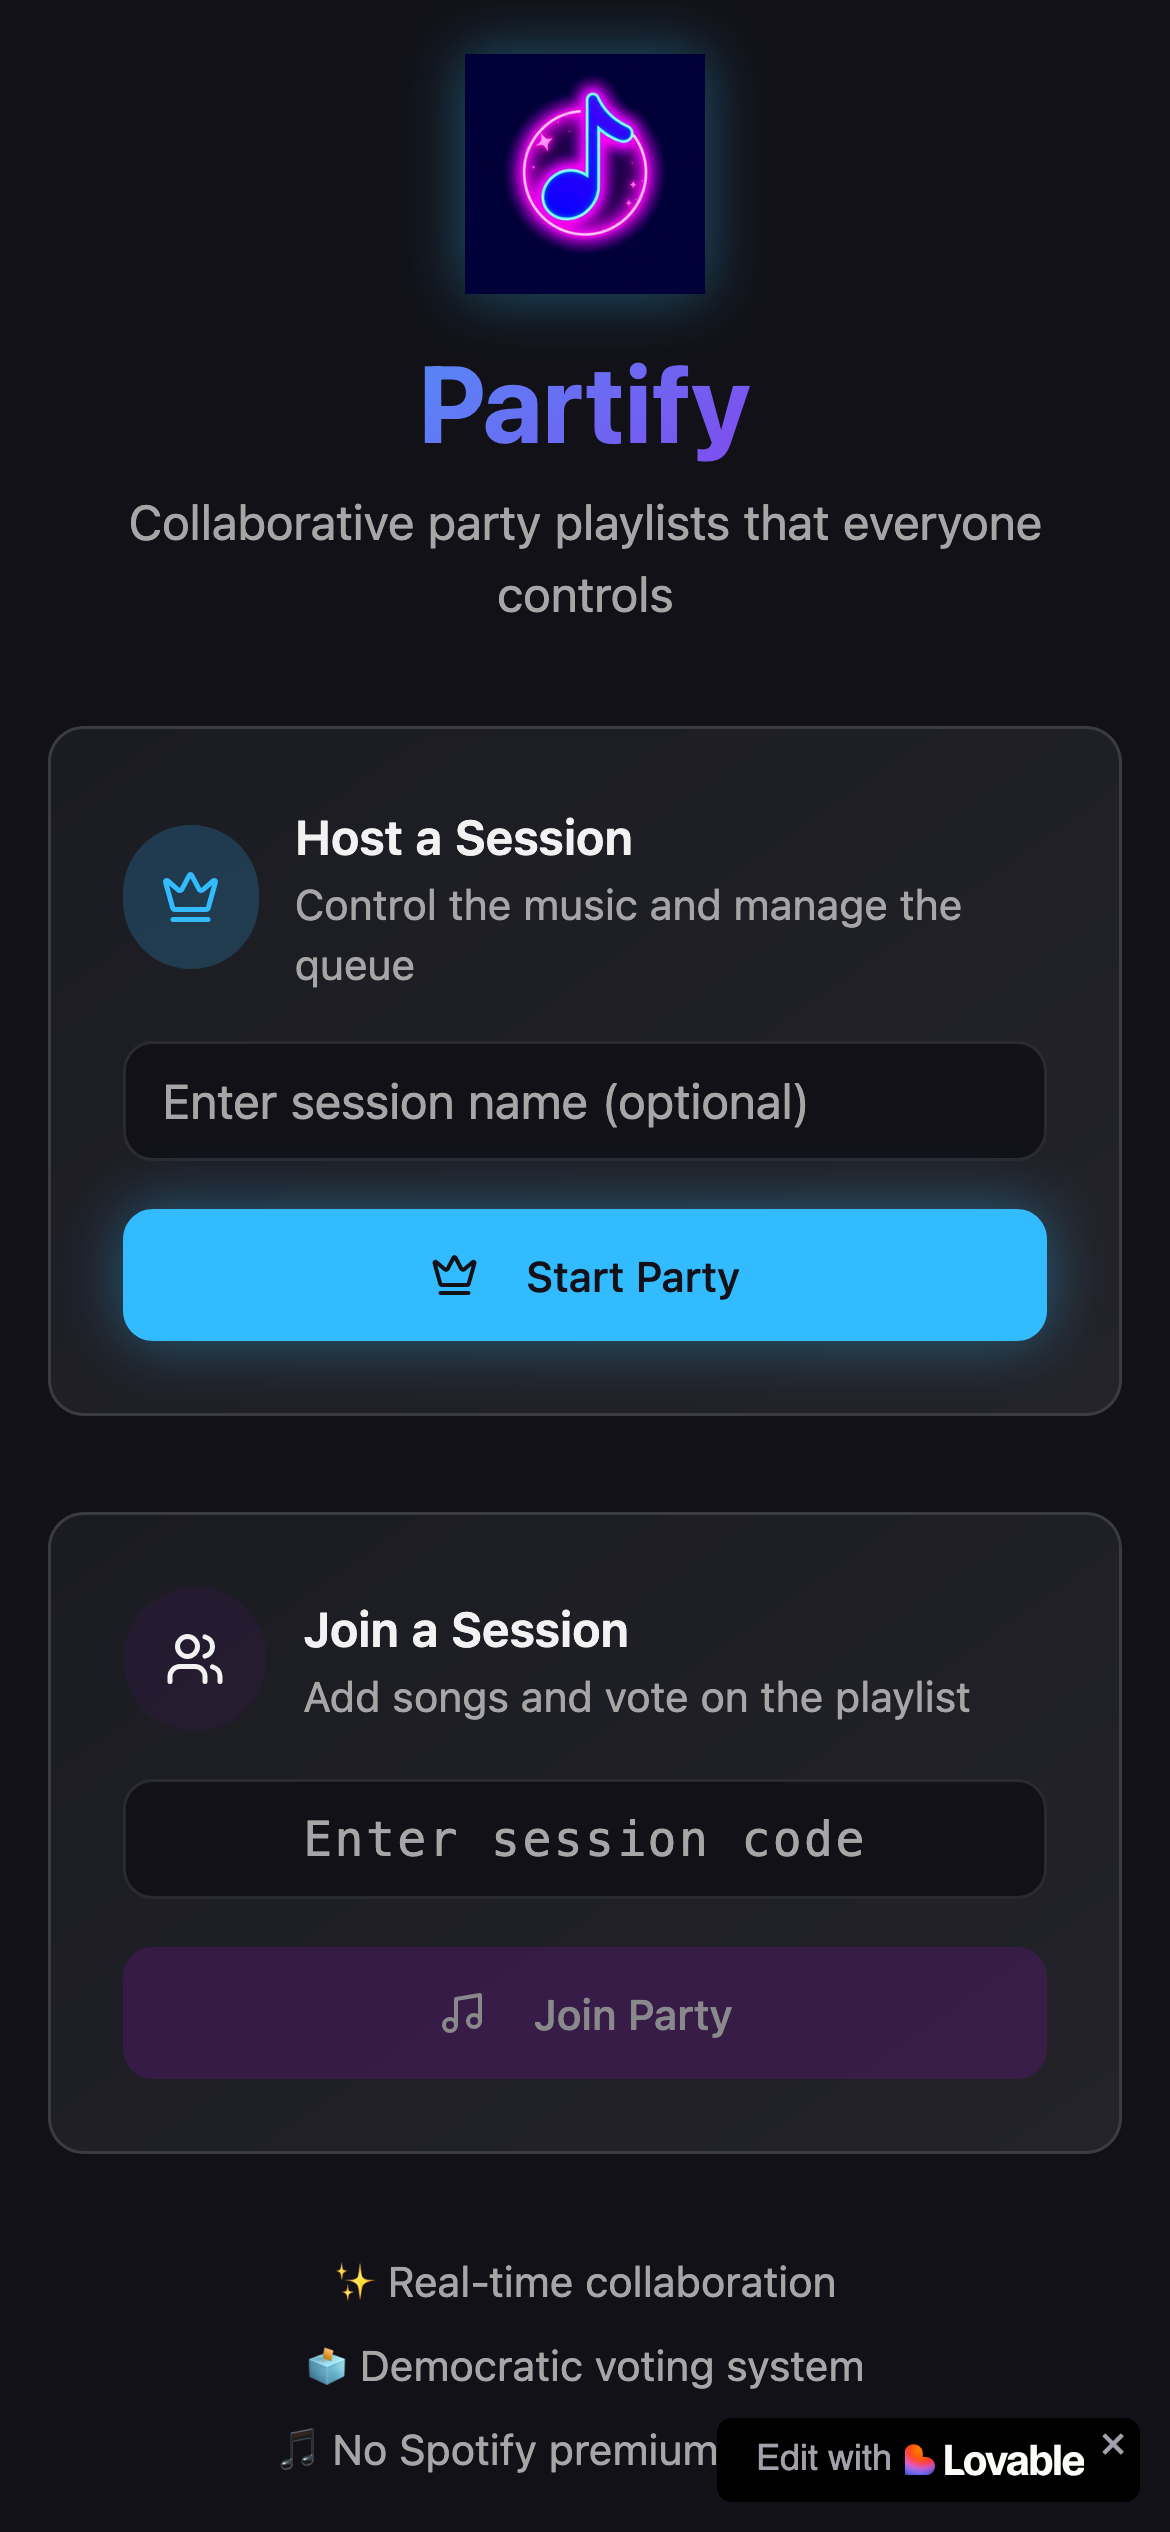 Partify
Collaborative party playlists that everyone
controls
Host a Session
Control the music and manage the
queue
Enter session name (optional)
Start Party
Join a Session
Add songs and vote on the playlist
Enter session code
Join Party
✨ Real-time collaboration
🗳️ Democratic voting system
🎵 No Spotify premium
Edit with Lovable ×